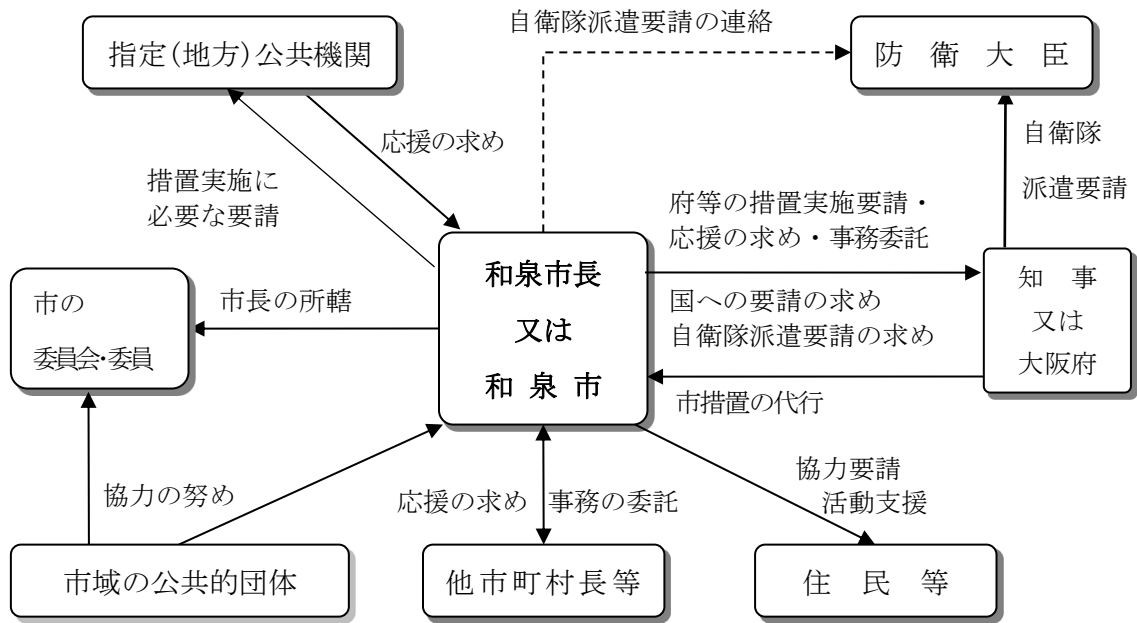 自衛隊派遣要請の連絡
指定(地方)公共機関
防衛大臣
応援の求め
自衛隊
派遣要請
措置実施に
必要な要請
府等の措置実施要請・
応援の求め・事務委託
和泉市長
又は
和泉市
国への要請の求め
自衛隊派遣要請の求め
知事
又は
大阪府
市の
委員会・委員
市長の所轄
市措置の代行
協力の努め
応援の求め
事務の委託
協力要請
活動支援
市域の公共的団体
他市町村長等
住民等